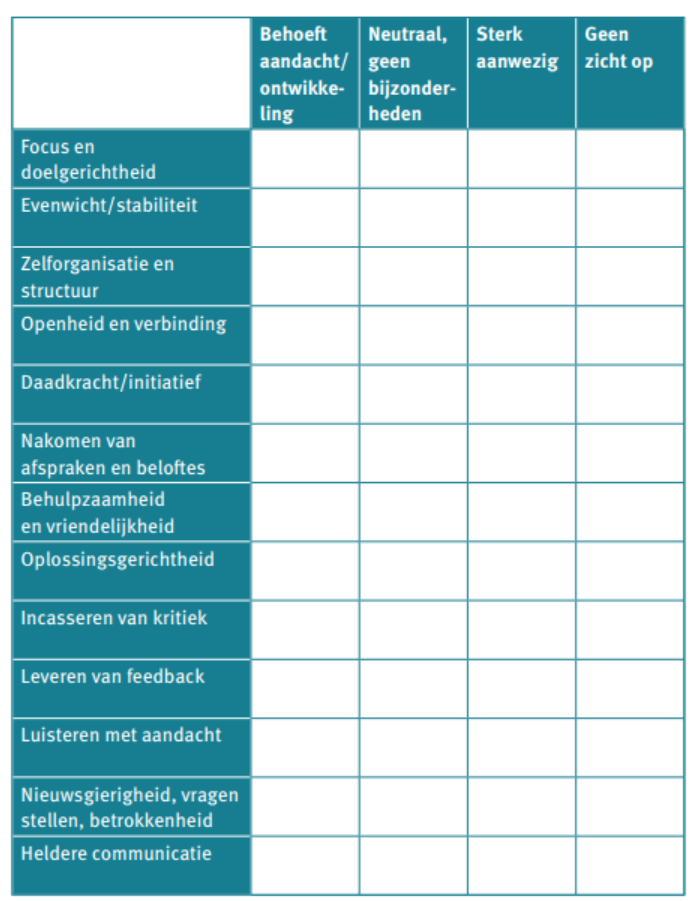 Behoeft
aandacht/
ontwikke-
ling
Neutraal,
geen
bijzonder-
heden
Sterk
aanwezig
Geen
zicht op
Focus en
doelgerichtheid
Evenwicht/stabiliteit
Zelforganisatie en
structuur
Openheid en verbinding
Daadkracht/initiatief
Nakomen van
afspraken en beloftes
Behulpzaamheid
en vriendelijkheid
Oplossingsgerichtheid
Incasseren van kritiek
Leveren van feedback
Luisteren met aandacht
Nieuwsgierigheid, vragen
stellen, betrokkenheid
Heldere communicatie